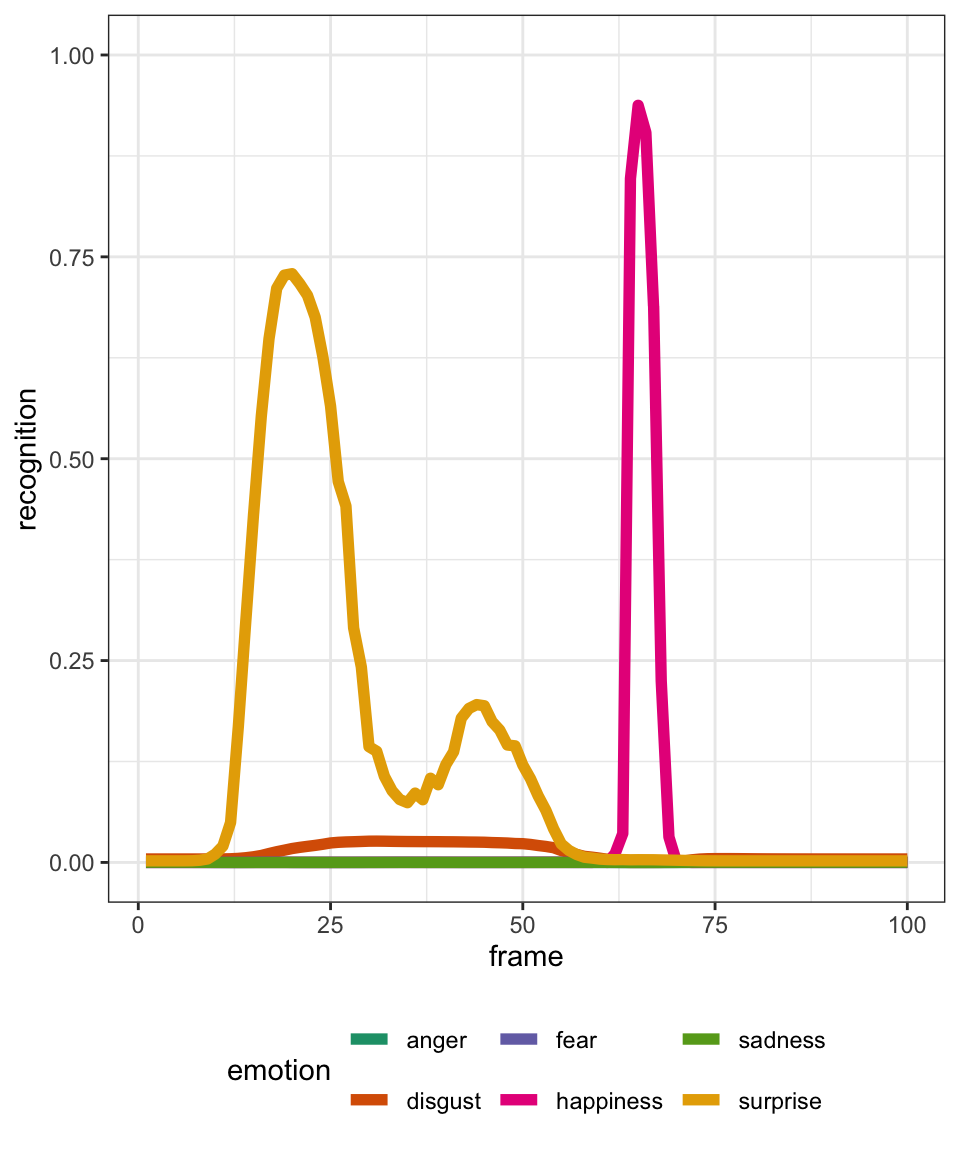 1.00
0.75
0.50
0.25
0.00
recognition
0 25 50 75 100
frame
emotion
anger fear sadness
disgust happiness surprise